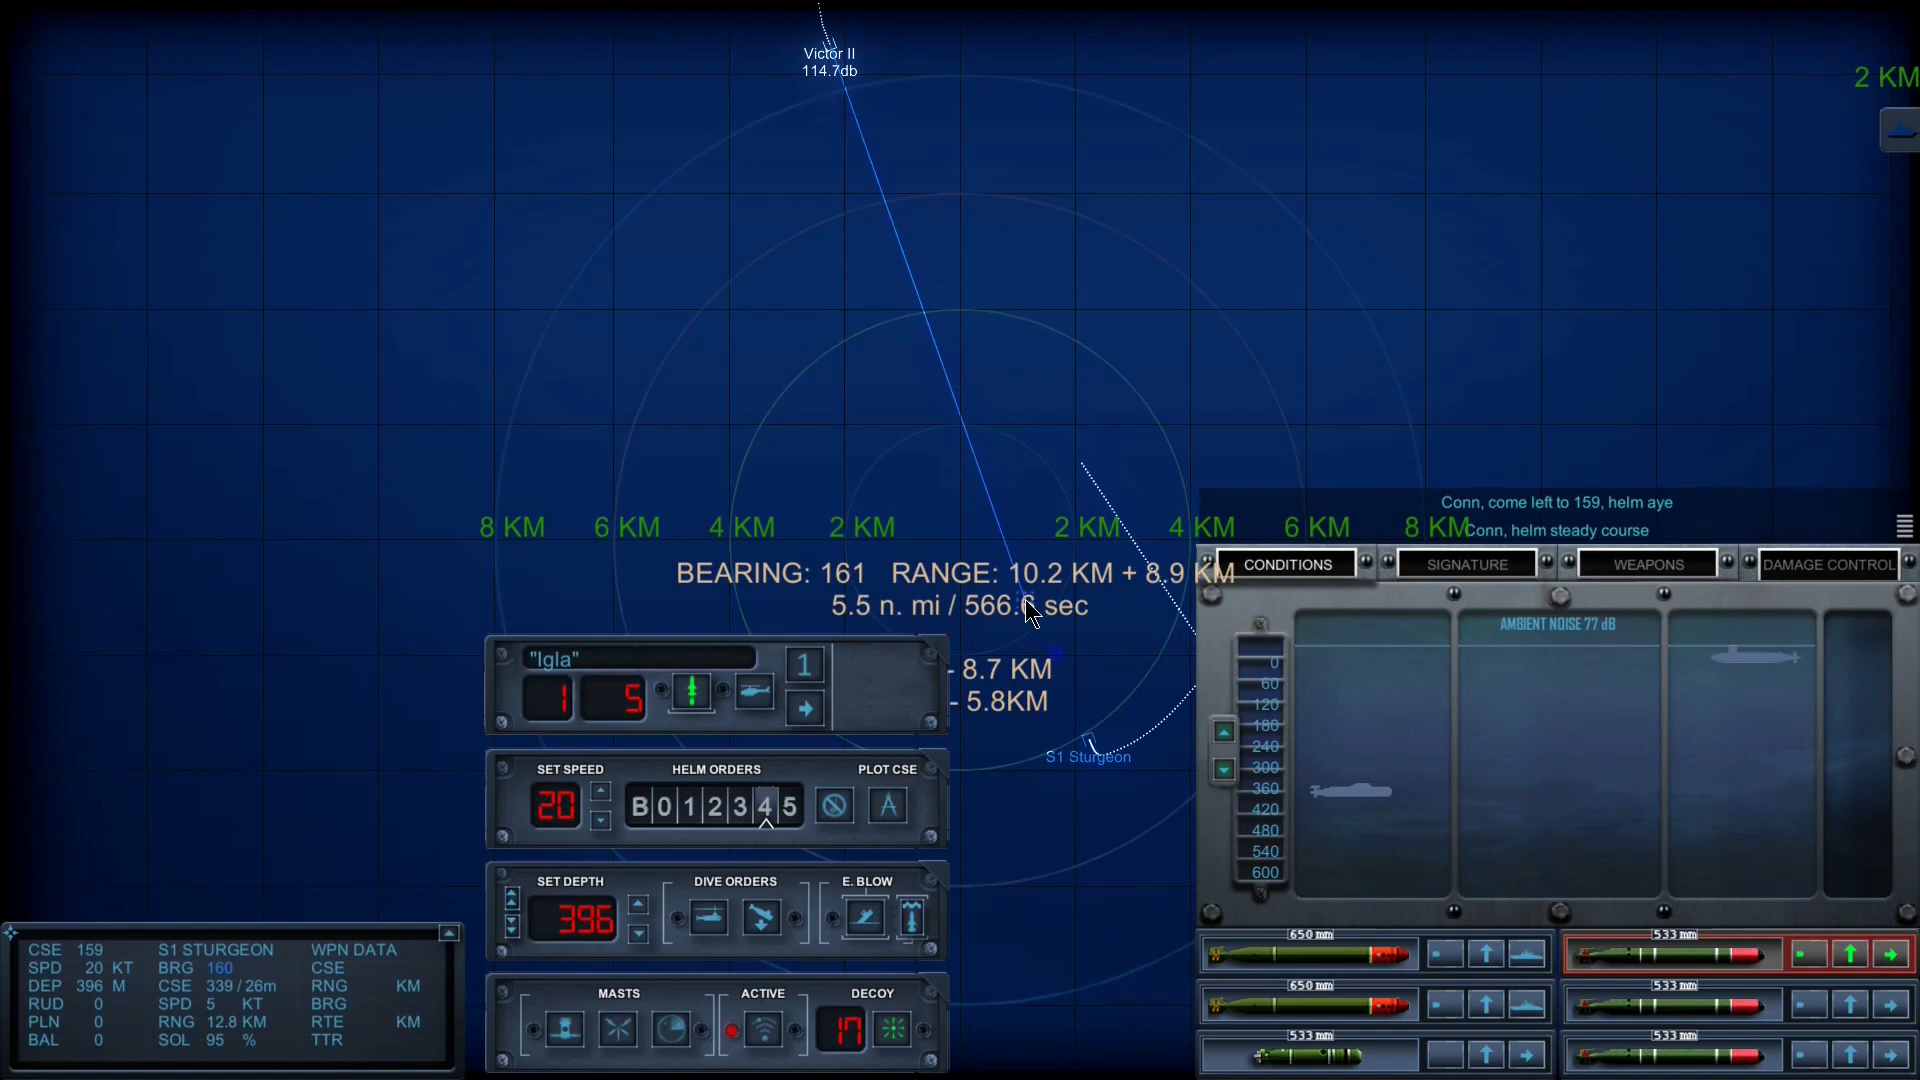 Victor II
114.7db
2 KM
8 KM 6 KM 4 KM 2 KM 2 KM 4 KM 6 KM 8 KM
Conn, come left to 159, helm aye
Conn, helm steady course
BEARING: 161 RANGE: 10.2 KM + 8.9 KM
5.5 n. mi / 566.6 sec
- 8.7 KM
- 5.8KM
S1 Sturgeon
"Igla"
1 5
1
SET SPEED HELM ORDERS PLOT CSE
20 B 0 1 2 3 4 5
SET DEPTH DIVE ORDERS E. BLOW
396
MASTS ACTIVE DECOY
17
CSE 159 S1 STURGEON WPN DATA
SPD 20 KT BRG 160 CSE
DEP 396 M CSE 339 / 26m RNG KM
RUD 0 SPD 5 KT BRG
PLN 0 RNG 12.8 KM RTE KM
BAL 0 SOL 95 % TTR
CONDITIONS SIGNATURE WEAPONS DAMAGE CONTROL
AMBIENT NOISE 77 dB
0
60
120
180
240
300
360
420
480
540
600
650 mm 533 mm
650 mm 533 mm
533 mm 533 mm